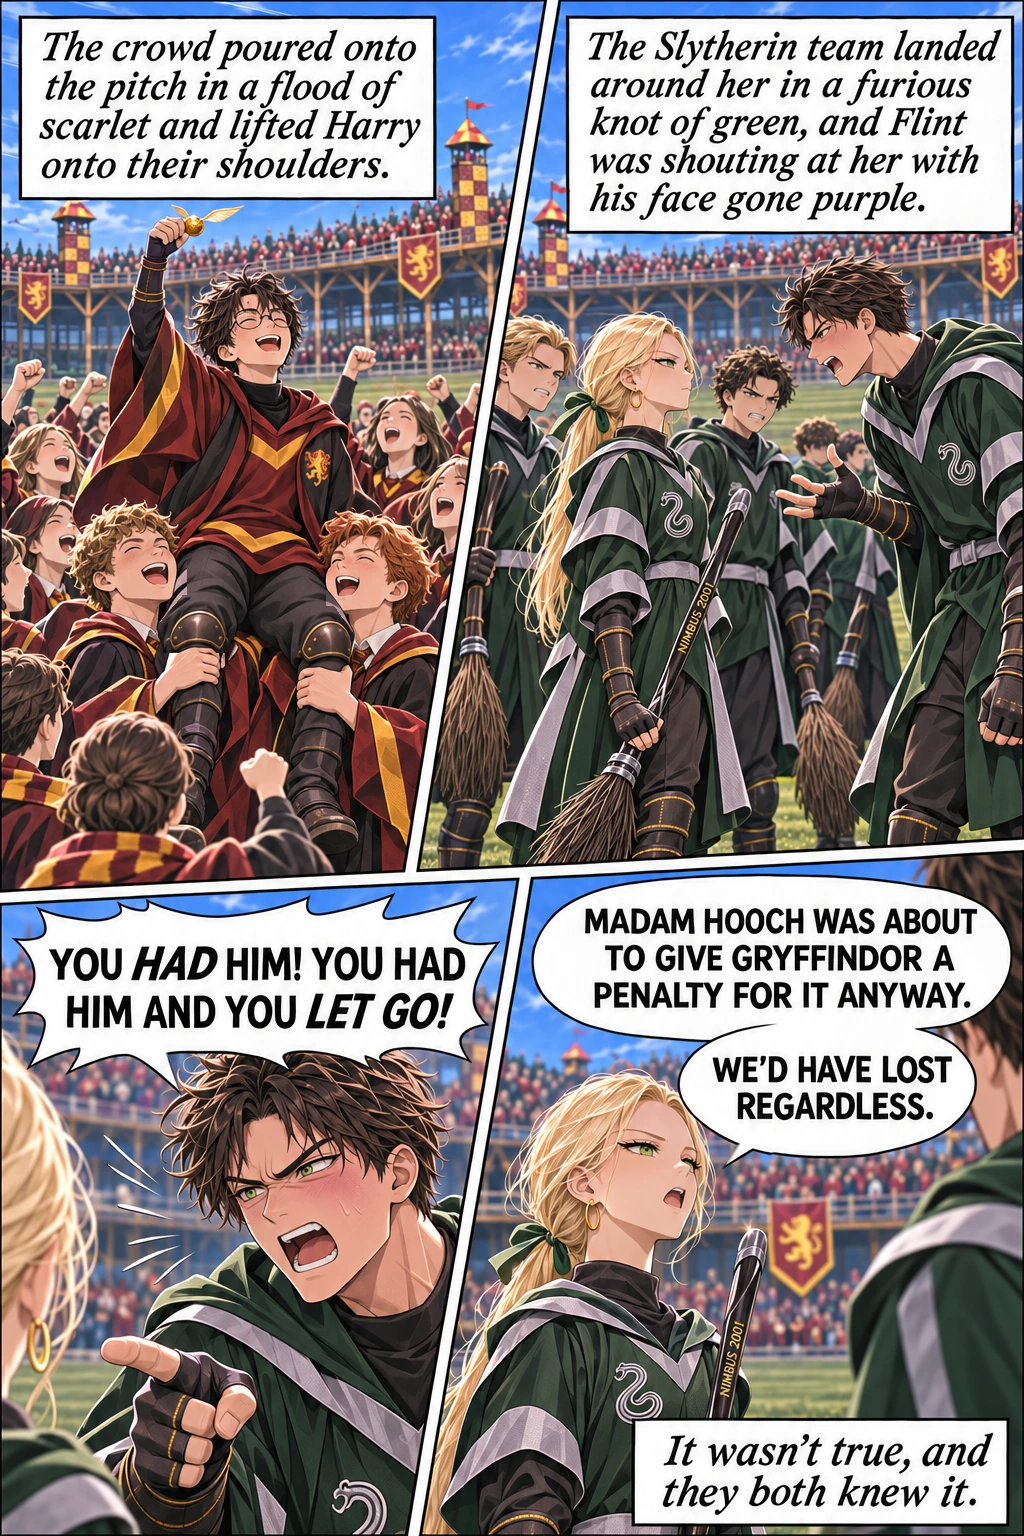 The crowd poured onto
the pitch in a flood of
scarlet and lifted Harry
onto their shoulders.
The Slytherin team landed
around her in a furious
knot of green, and Flint
was shouting at her with
his face gone purple.
NIMBUS 2001
YOU HAD HIM! YOU HAD
HIM AND YOU LET GO!
MADAM HOOCH WAS ABOUT
TO GIVE GRYFFINDOR A
PENALTY FOR IT ANYWAY.
WE'D HAVE LOST
REGARDLESS.
NIMBUS 2001
It wasn't true, and
they both knew it.